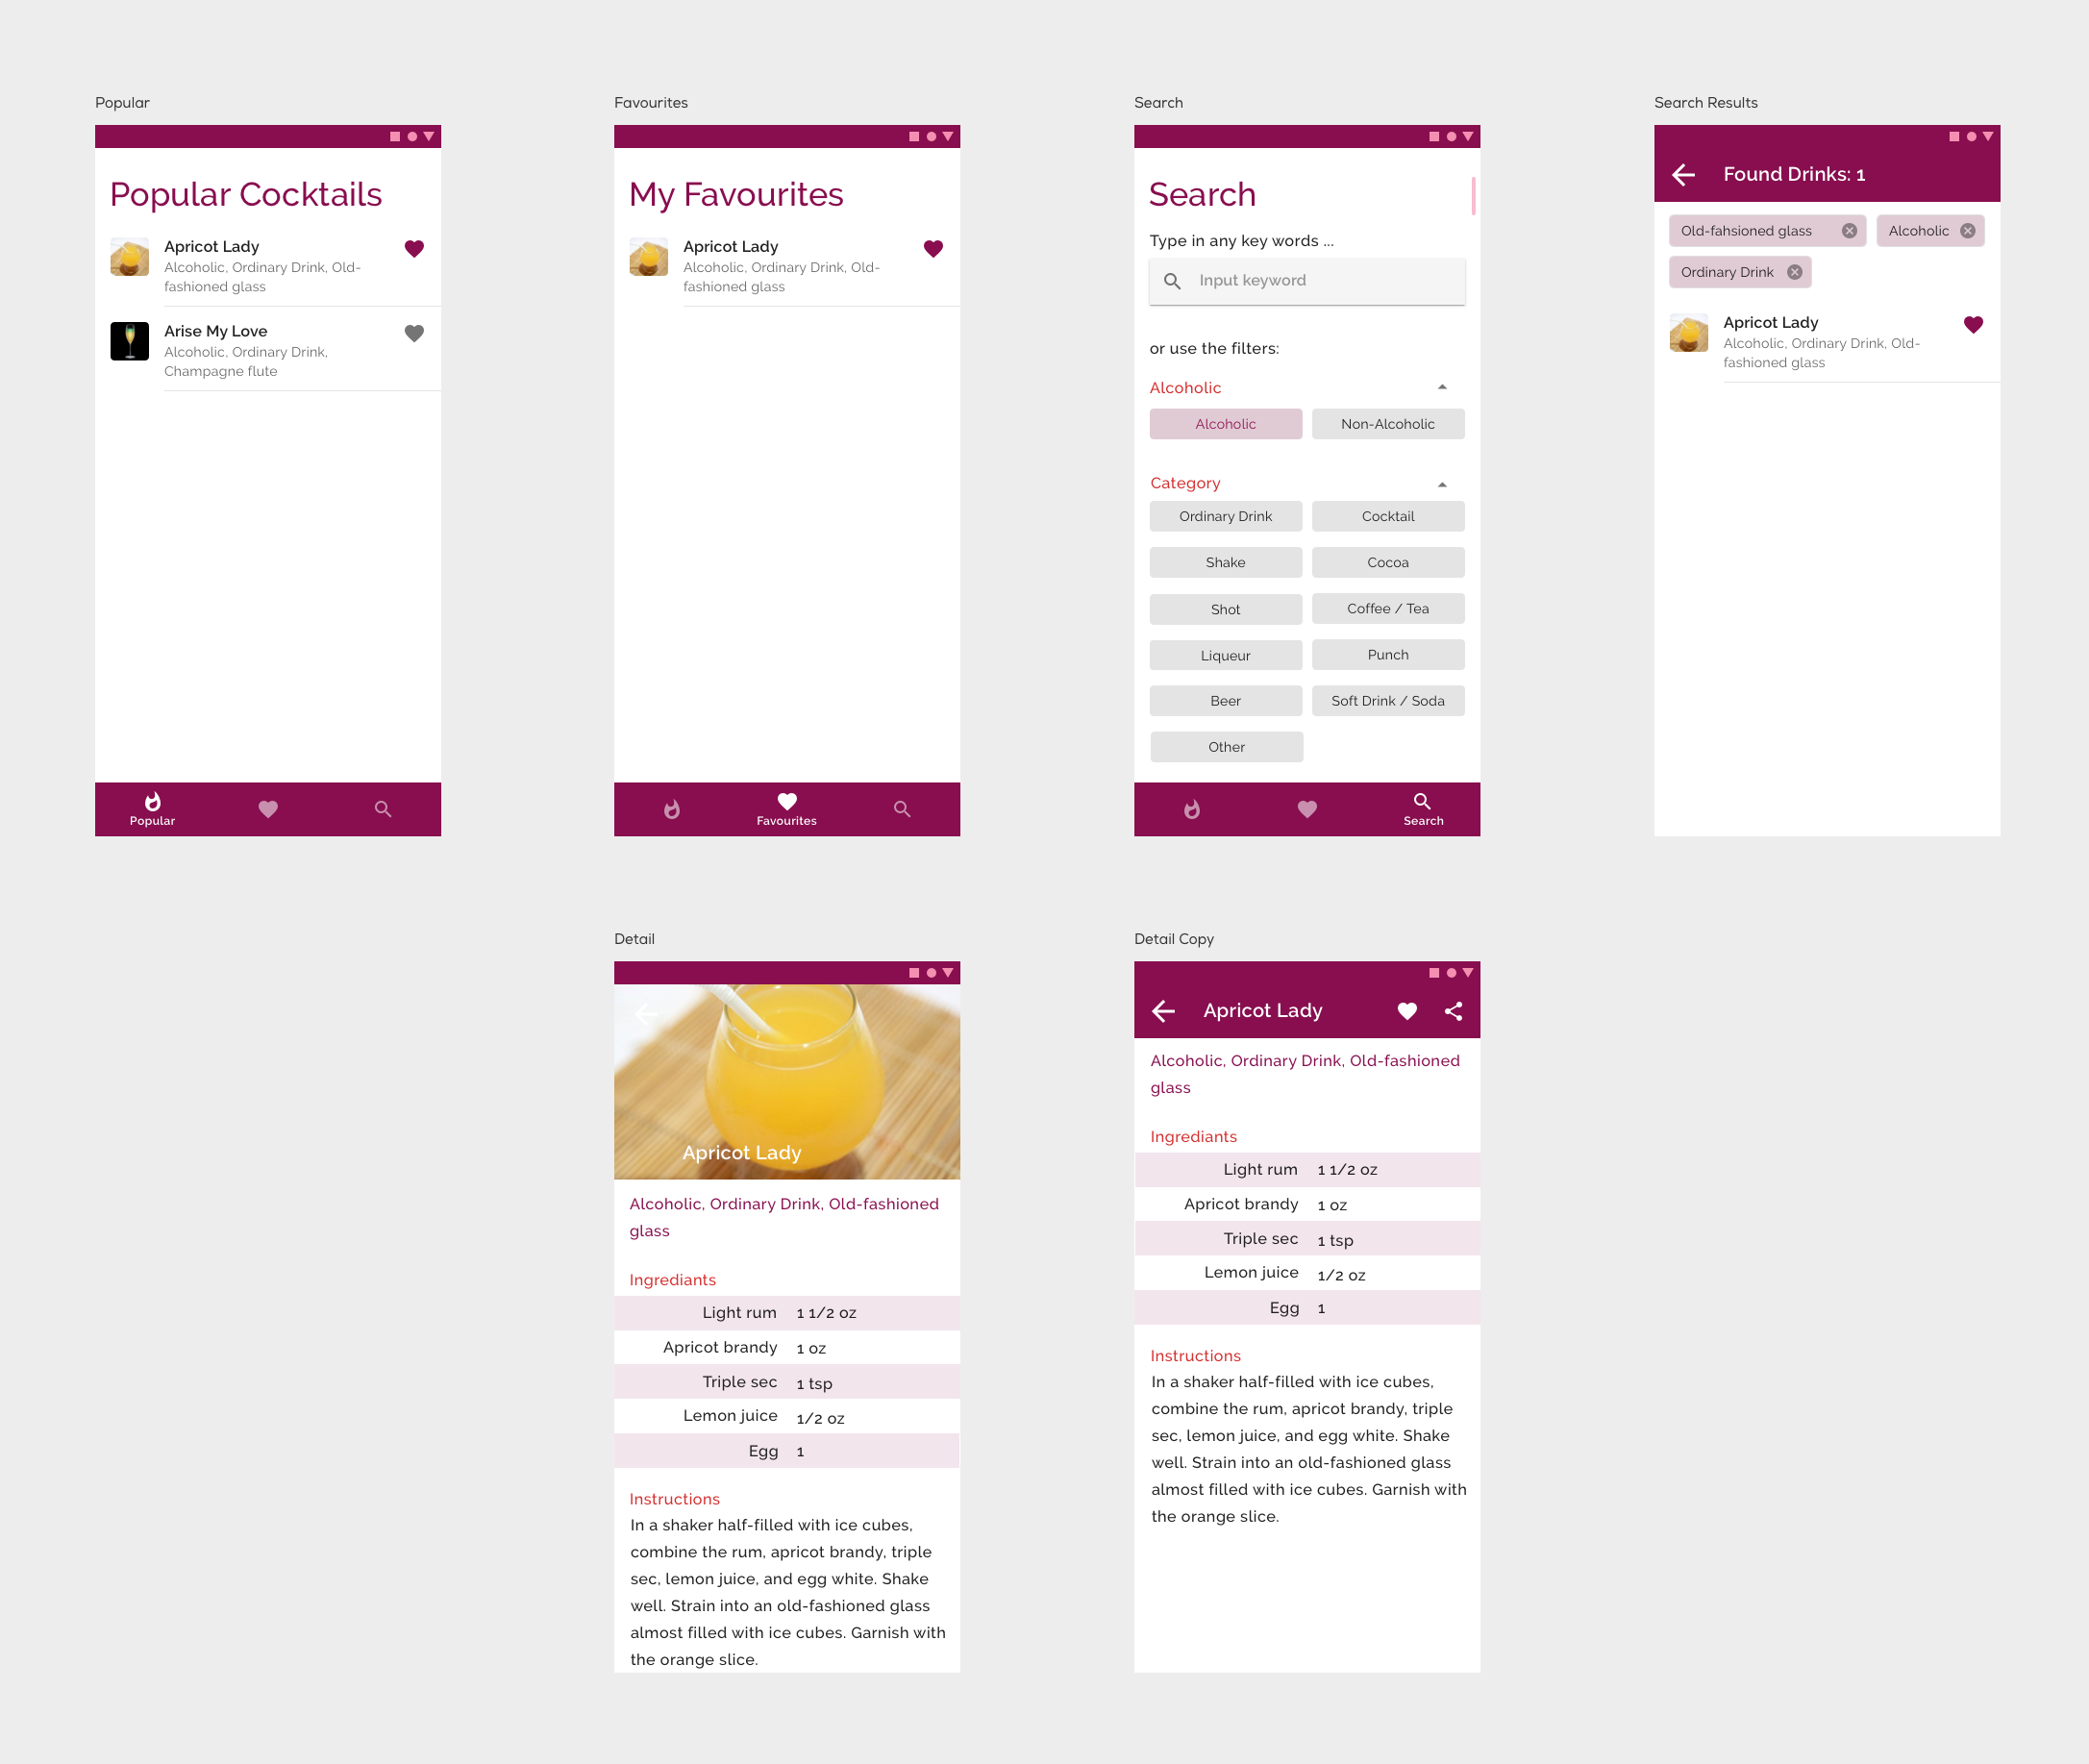 Popular
Popular Cocktails
Apricot Lady
Alcoholic, Ordinary Drink, Old-
fashioned glass
Arise My Love
Alcoholic, Ordinary Drink,
Champagne flute
Popular
Favourites
My Favourites
Apricot Lady
Alcoholic, Ordinary Drink, Old-
fashioned glass
Favourites
Search
Search
Type in any key words ...
Input keyword
or use the filters:
Alcoholic
Alcoholic
Non-Alcoholic
Category
Ordinary Drink
Cocktail
Shake
Cocoa
Shot
Coffee / Tea
Liqueur
Punch
Beer
Soft Drink / Soda
Other
Search
Search Results
Found Drinks: 1
Old-fahsioned glass
Alcoholic
Ordinary Drink
Apricot Lady
Alcoholic, Ordinary Drink, Old-
fashioned glass
Detail
Apricot Lady
Alcoholic, Ordinary Drink, Old-fashioned
glass
Ingrediants
Light rum 1 1/2 oz
Apricot brandy 1 oz
Triple sec 1 tsp
Lemon juice 1/2 oz
Egg 1
Instructions
In a shaker half-filled with ice cubes,
combine the rum, apricot brandy, triple
sec, lemon juice, and egg white. Shake
well. Strain into an old-fashioned glass
almost filled with ice cubes. Garnish with
the orange slice.
Detail Copy
Apricot Lady
Alcoholic, Ordinary Drink, Old-fashioned
glass
Ingrediants
Light rum 1 1/2 oz
Apricot brandy 1 oz
Triple sec 1 tsp
Lemon juice 1/2 oz
Egg 1
Instructions
In a shaker half-filled with ice cubes,
combine the rum, apricot brandy, triple
sec, lemon juice, and egg white. Shake
well. Strain into an old-fashioned glass
almost filled with ice cubes. Garnish with
the orange slice.